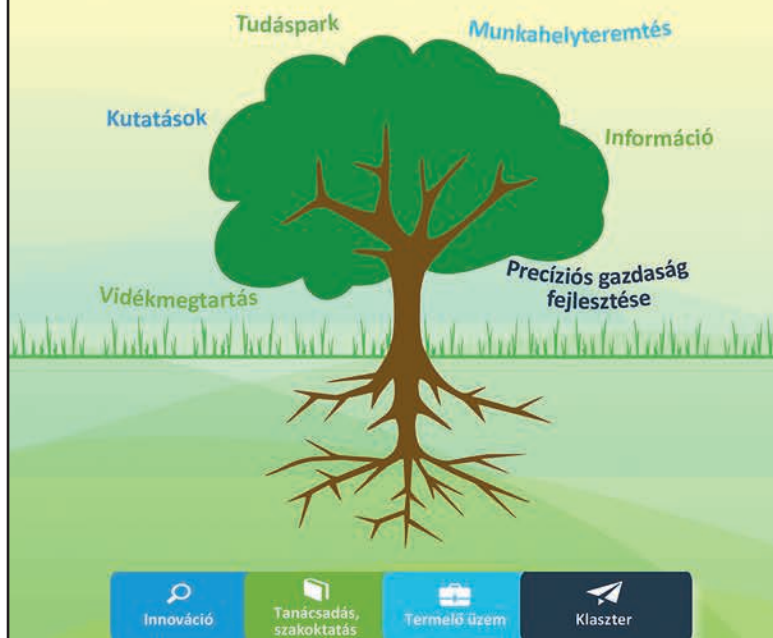 Tudáspark
Munkahelyteremtés
Kutatások
Információ
Precíziós gazdaság
fejlesztése
Vidékmegtartás
Innováció
Tanácsadás,
szakoktatás
Termelő üzem
Klaszter